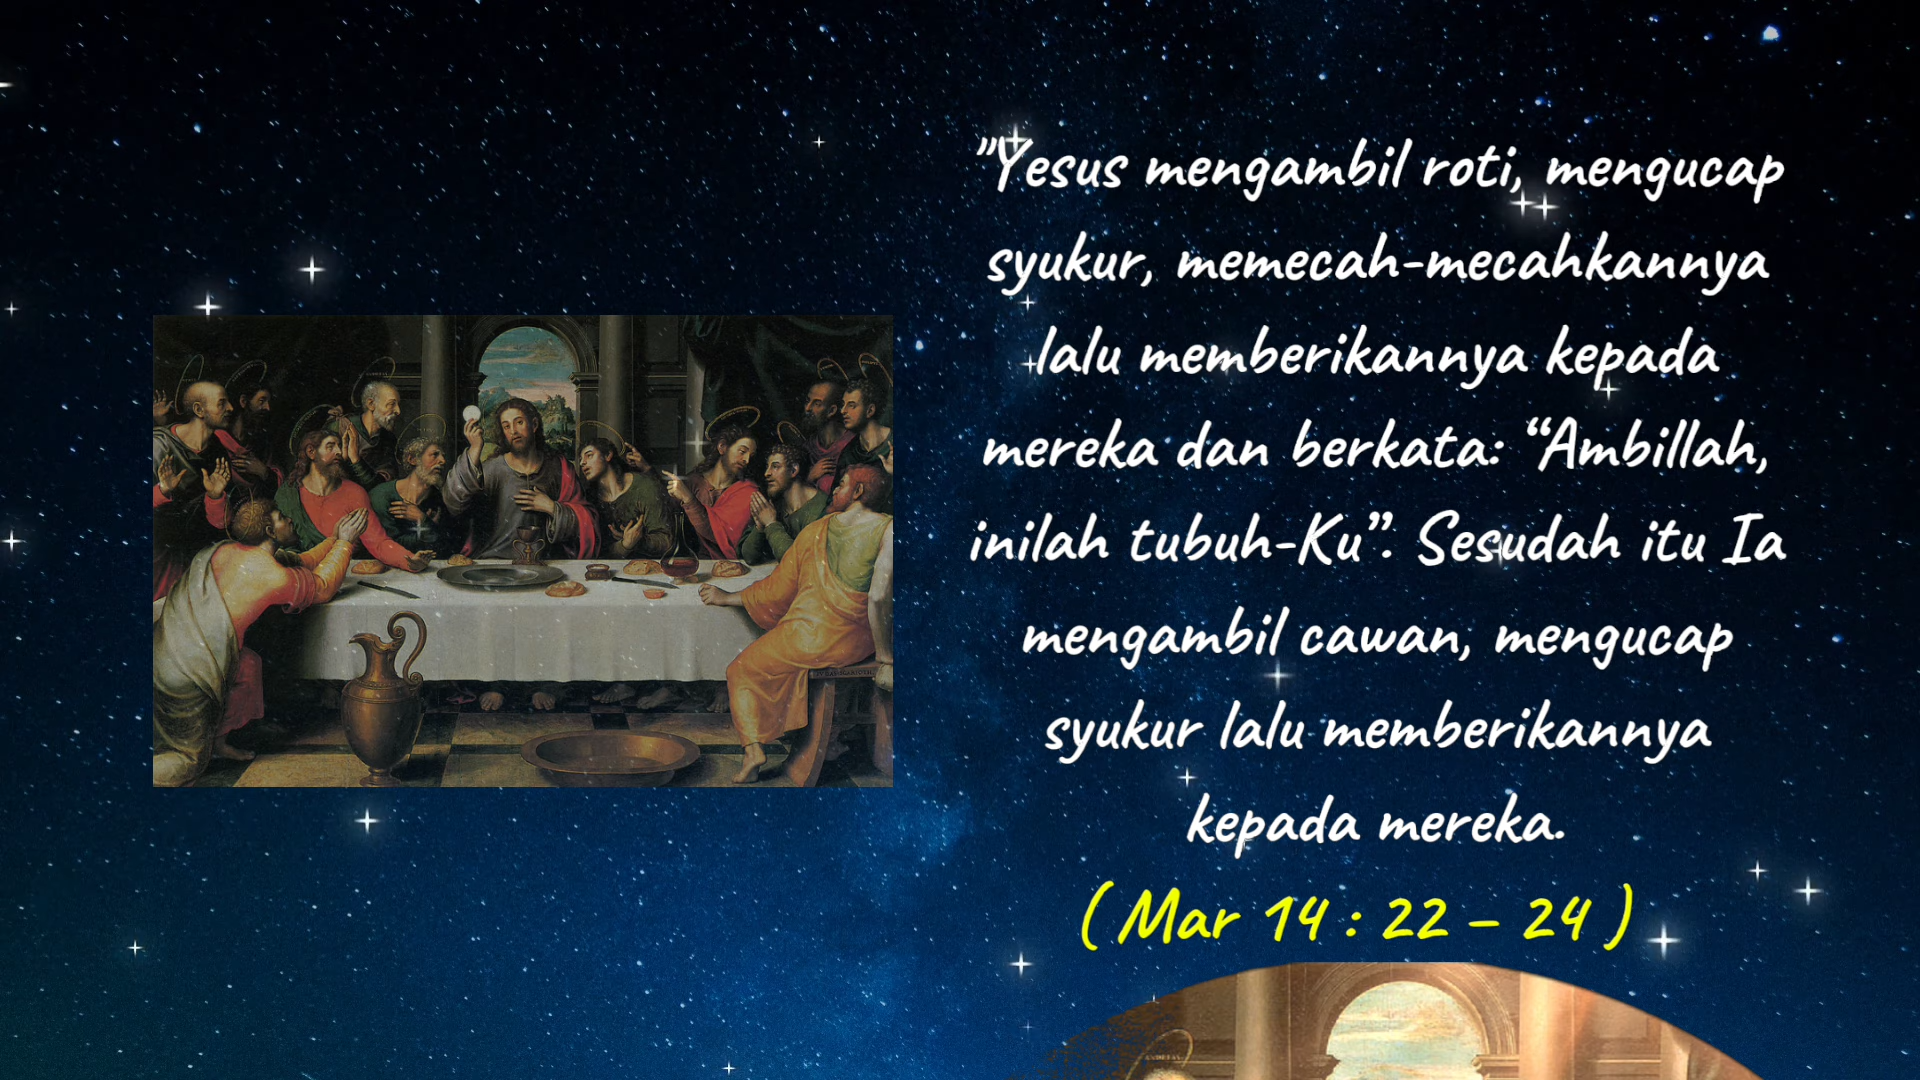 "Yesus mengambil roti, mengucap
syukur, memecah-mecahkannya
lalu memberikannya kepada
mereka dan berkata: “Ambillah,
inilah tubuh-Ku”. Sesudah itu Ia
mengambil cawan, mengucap
syukur lalu memberikannya
kepada mereka.
( Mar 14 : 22 – 24 )